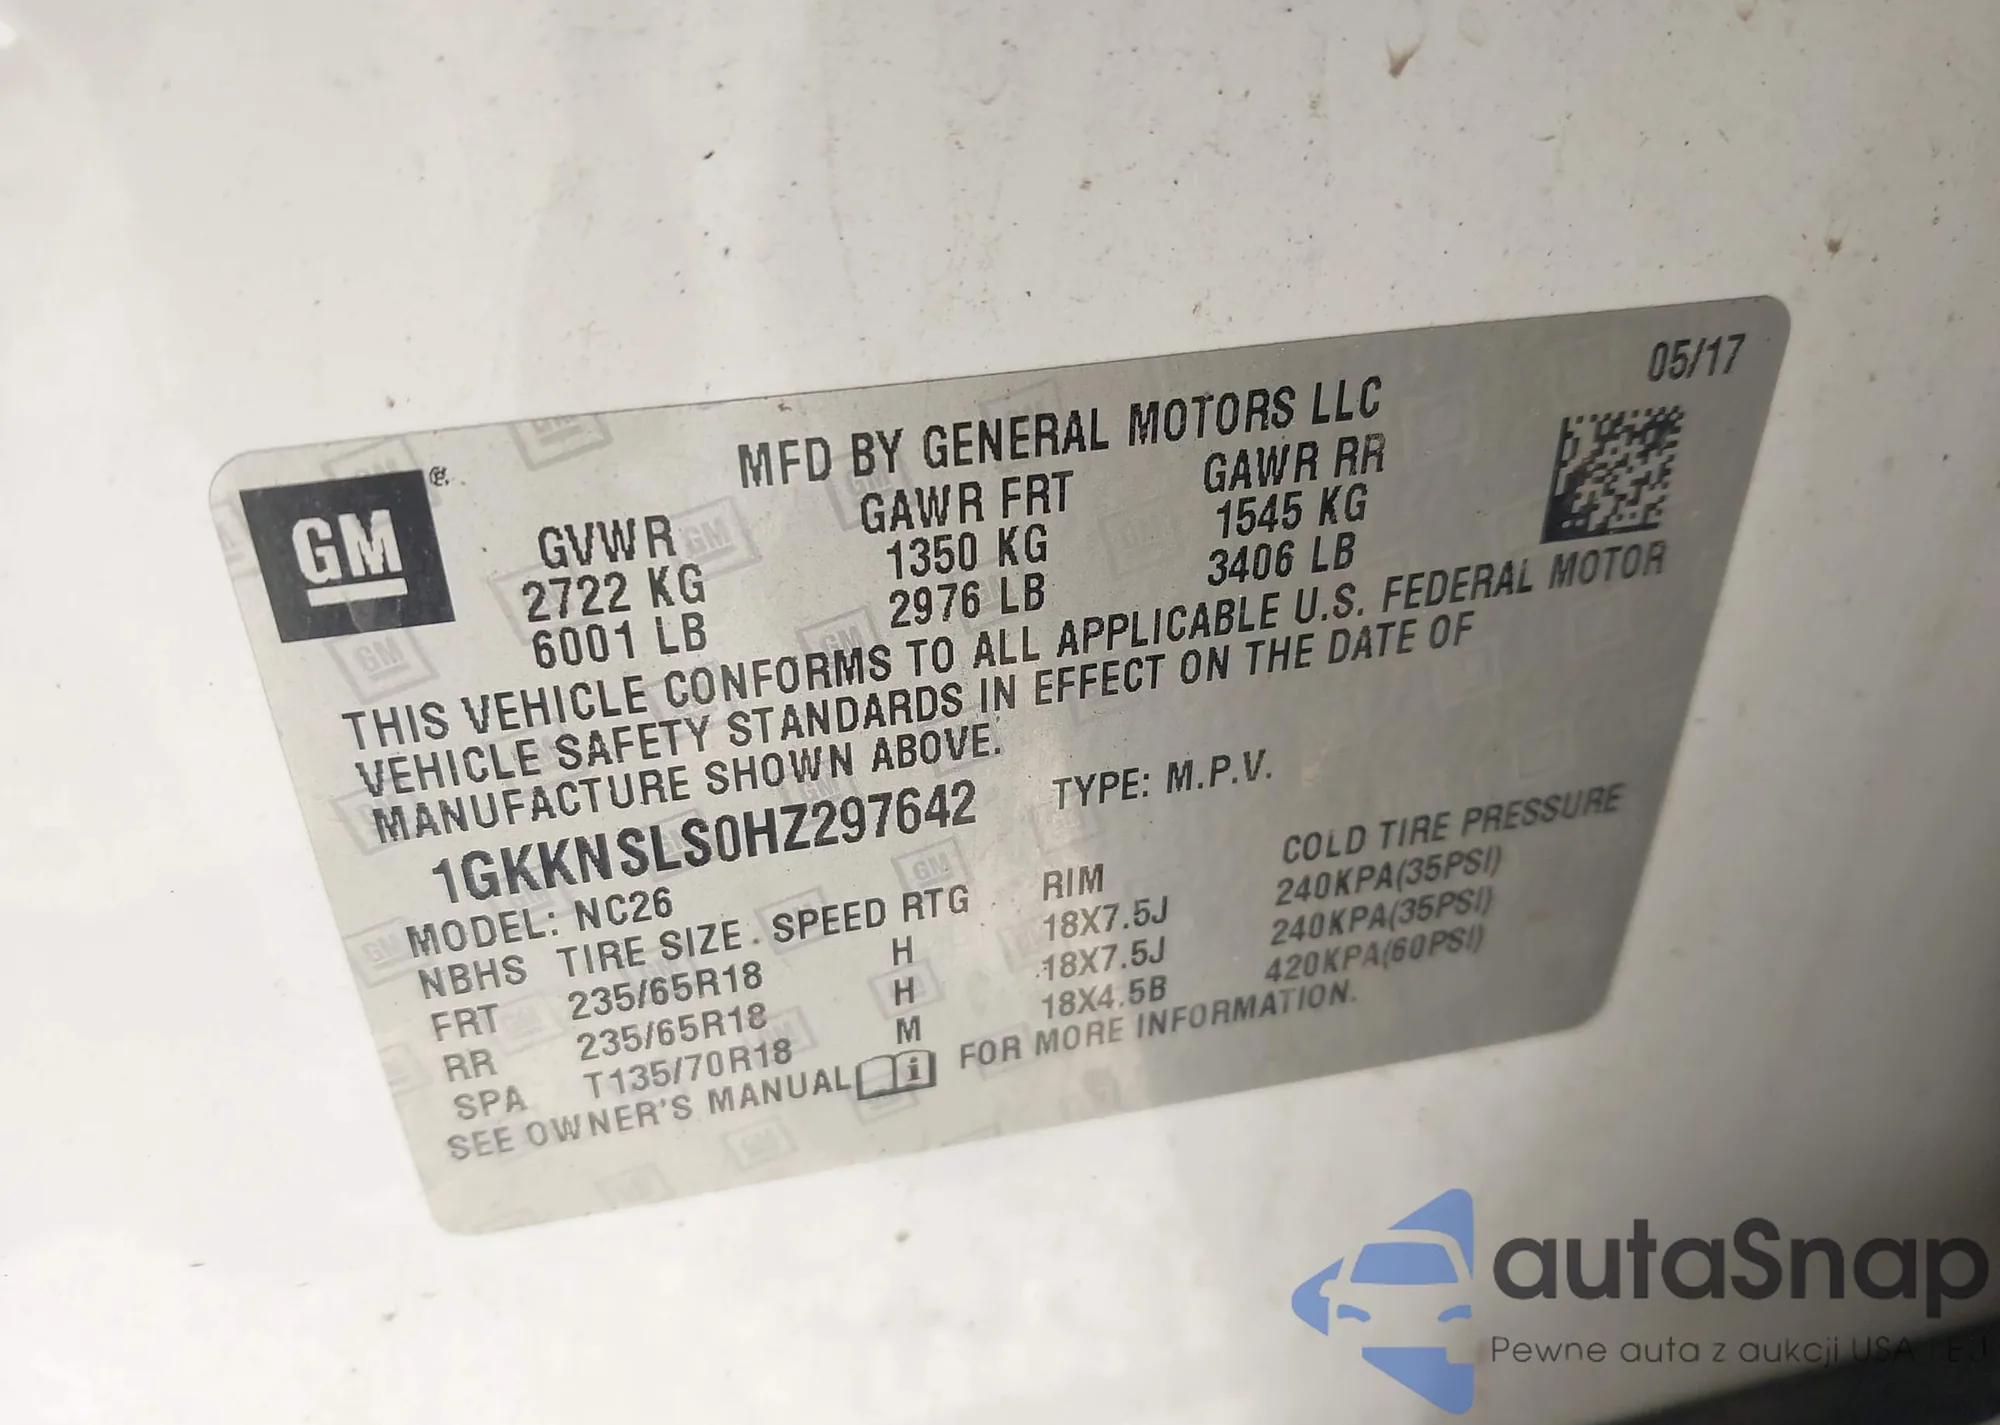 05/17
MFD BY GENERAL MOTORS LLC
GM
GVWR GAWR FRT GAWR RR
2722 KG 1350 KG 1545 KG
6001 LB 2976 LB 3406 LB
THIS VEHICLE CONFORMS TO ALL APPLICABLE U.S. FEDERAL MOTOR
VEHICLE SAFETY STANDARDS IN EFFECT ON THE DATE OF
MANUFACTURE SHOWN ABOVE.
1GKKNSLS0HZ297642 TYPE: M.P.V.
MODEL: NC26
NBHS TIRE SIZE SPEED RTG RIM COLD TIRE PRESSURE
FRT 235/65R18 H 18X7.5J 240KPA(35PSI)
RR 235/65R18 H 18X7.5J 240KPA(35PSI)
SPA T135/70R18 M 18X4.5B 420KPA(60PSI)
SEE OWNER'S MANUAL FOR MORE INFORMATION.
autaSnap
Pewne auto z aukcji USA i EU